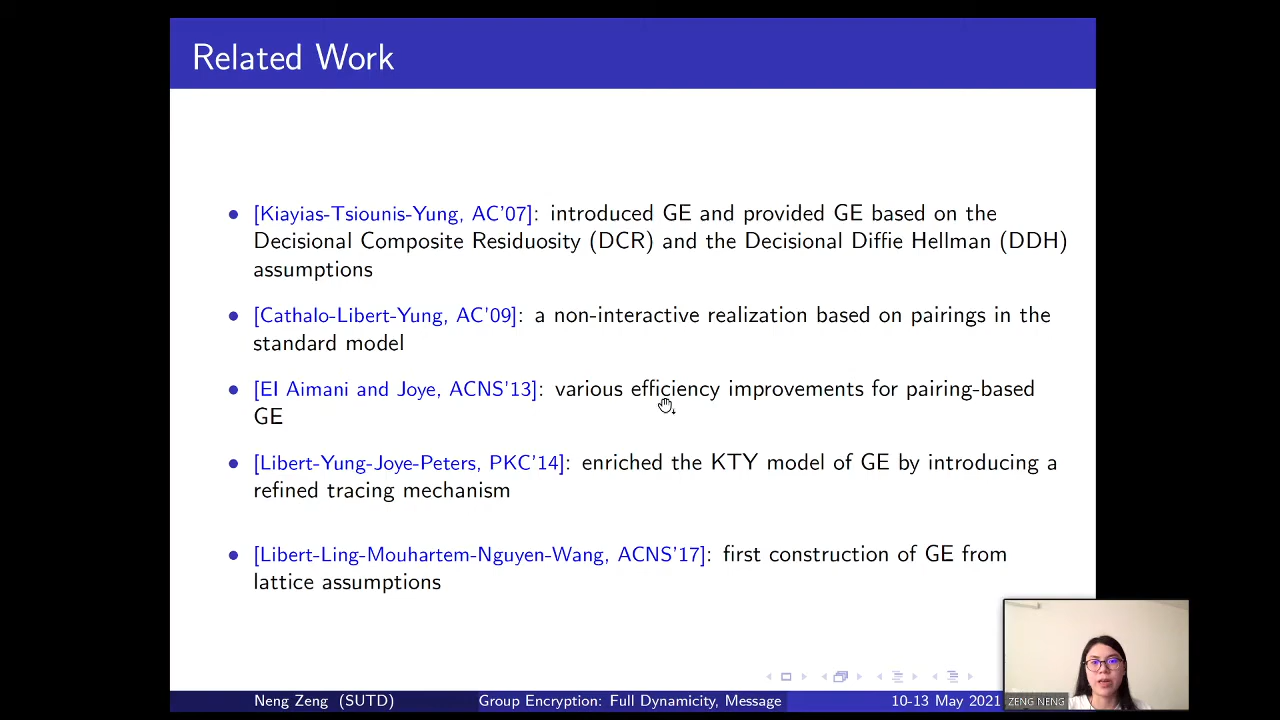 Related Work
• [Kiayias-Tsiounis-Yung, AC'07]: introduced GE and provided GE based on the
Decisional Composite Residuosity (DCR) and the Decisional Diffie Hellman (DDH)
assumptions
• [Cathalo-Libert-Yung, AC'09]: a non-interactive realization based on pairings in the
standard model
• [EI Aimani and Joye, ACNS'13]: various efficiency improvements for pairing-based
GE
• [Libert-Yung-Joye-Peters, PKC'14]: enriched the KTY model of GE by introducing a
refined tracing mechanism
• [Libert-Ling-Mouhartem-Nguyen-Wang, ACNS'17]: first construction of GE from
lattice assumptions
Neng Zeng (SUTD) Group Encryption: Full Dynamicity, Message 10-13 May 2021
ZENG NENG